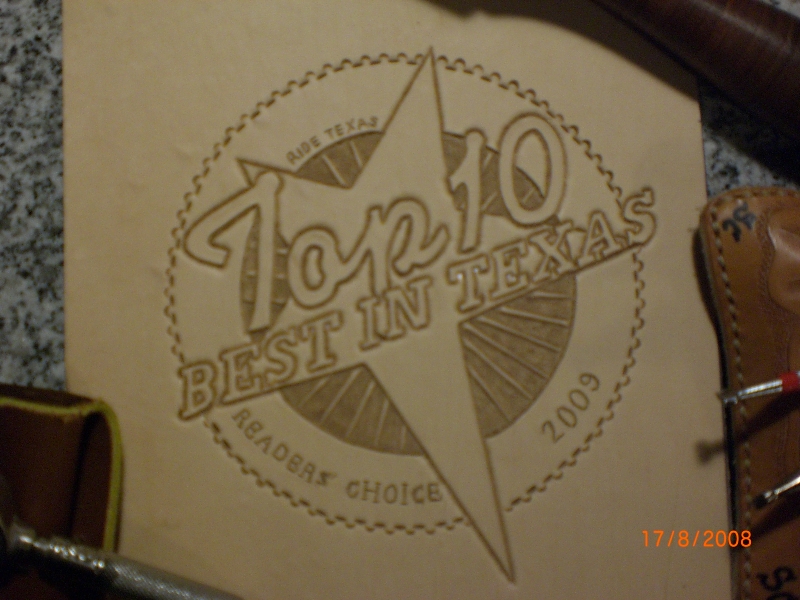 RIDE TEXAS
Top 10
BEST IN TEXAS
READERS' CHOICE
2009
17/8/2008